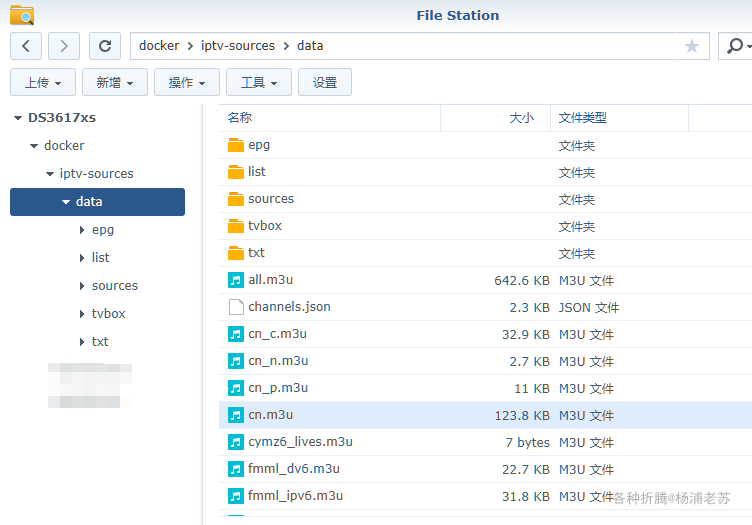 File Station
docker > iptv-sources > data
上传 新增 操作 工具 设置
DS3617xs
docker
iptv-sources
data
epg
list
sources
tvbox
txt
名称 大小 文件类型
epg 文件夹
list 文件夹
sources 文件夹
tvbox 文件夹
txt 文件夹
all.m3u 642.6 KB M3U 文件
channels.json 2.3 KB JSON 文件
cn_c.m3u 32.9 KB M3U 文件
cn_n.m3u 2.7 KB M3U 文件
cn_p.m3u 11 KB M3U 文件
cn.m3u 123.8 KB M3U 文件
cymz6_lives.m3u 7 bytes M3U 文件
fmml_dv6.m3u 22.7 KB M3U 文件
fmml_ipv6.m3u 31.8 KB M3U 文件
各种折腾@杨浦老苏